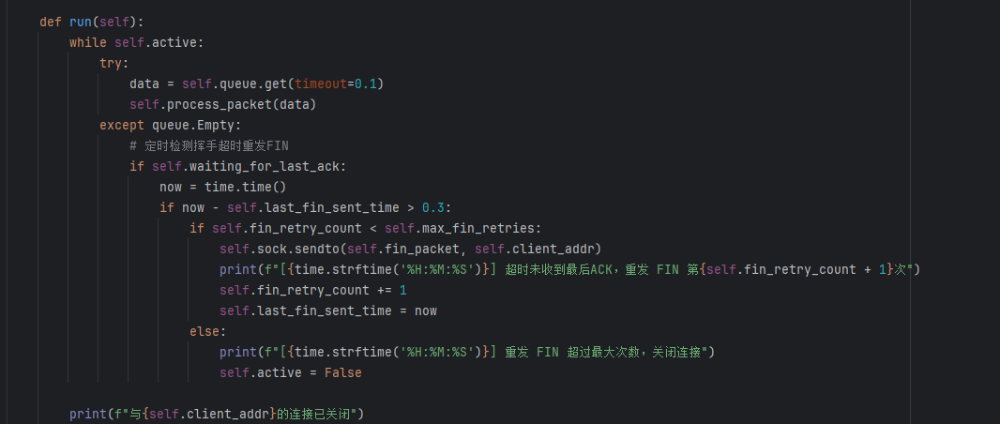 def run(self):
while self.active:
try:
data = self.queue.get(timeout=0.1)
self.process_packet(data)
except queue.Empty:
# 定时检测挥手超时重发FIN
if self.waiting_for_last_ack:
now = time.time()
if now - self.last_fin_sent_time > 0.3:
if self.fin_retry_count < self.max_fin_retries:
self.sock.sendto(self.fin_packet, self.client_addr)
print(f"[{time.strftime('%H:%M:%S')}] 超时未收到最后ACK，重发 FIN 第{self.fin_retry_count + 1}次")
self.fin_retry_count += 1
self.last_fin_sent_time = now
else:
print(f"[{time.strftime('%H:%M:%S')}] 重发 FIN 超过最大次数，关闭连接")
self.active = False
print(f"与{self.client_addr}的连接已关闭")